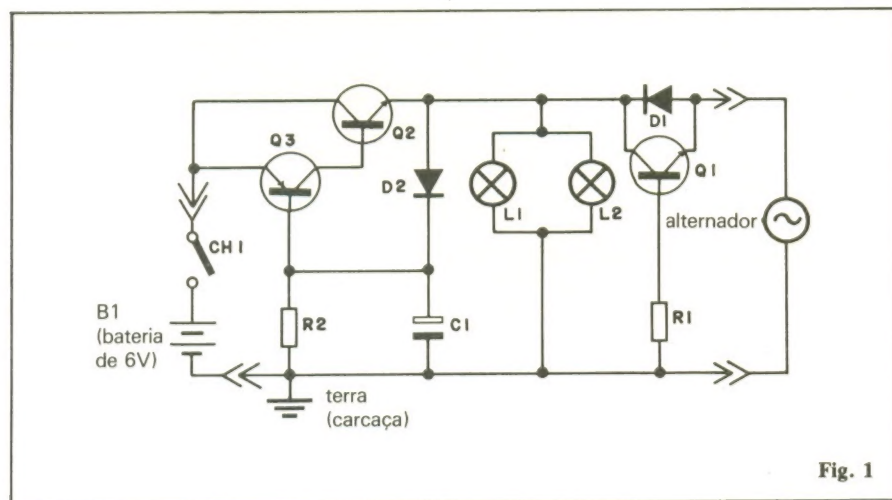 Q3
Q2
D1
D2
L1
L2
Q1
alternador
CH1
B1
(bateria
de 6V)
R2
C1
R1
terra
(carcaça)
Fig. 1